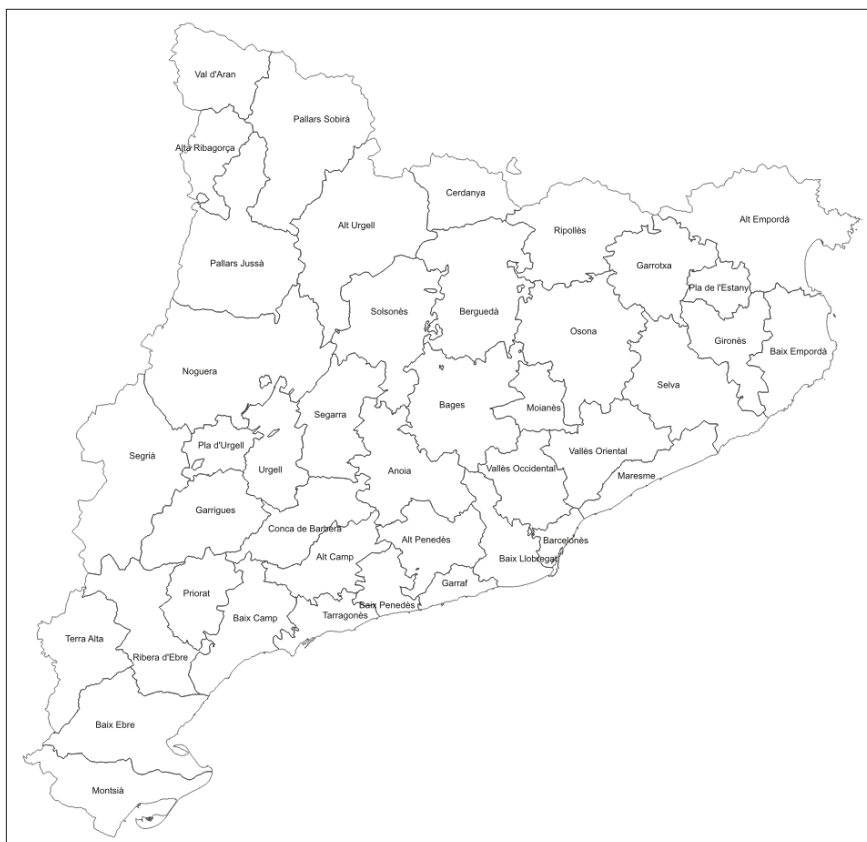 Val d'Aran
Pallars Sobirà
Alta Ribagorça
Cerdanya
Alt Empordà
Alt Urgell
Ripollès
Garrotxa
Pallars Jussà
Pla de l'Estany
Solsonès
Berguedà
Osona
Gironès
Baix Empordà
Noguera
Selva
Segarra
Bages
Moianès
Pla d'Urgell
Vallès Oriental
Segrià
Urgell
Anoia
Vallès Occidental
Maresme
Garrigues
Conca de Barberà
Alt Penedès
Barcelonès
Alt Camp
Baix Llobregat
Garraf
Priorat
Baix Penedès
Baix Camp
Tarragonès
Terra Alta
Ribera d'Ebre
Baix Ebre
Montsià